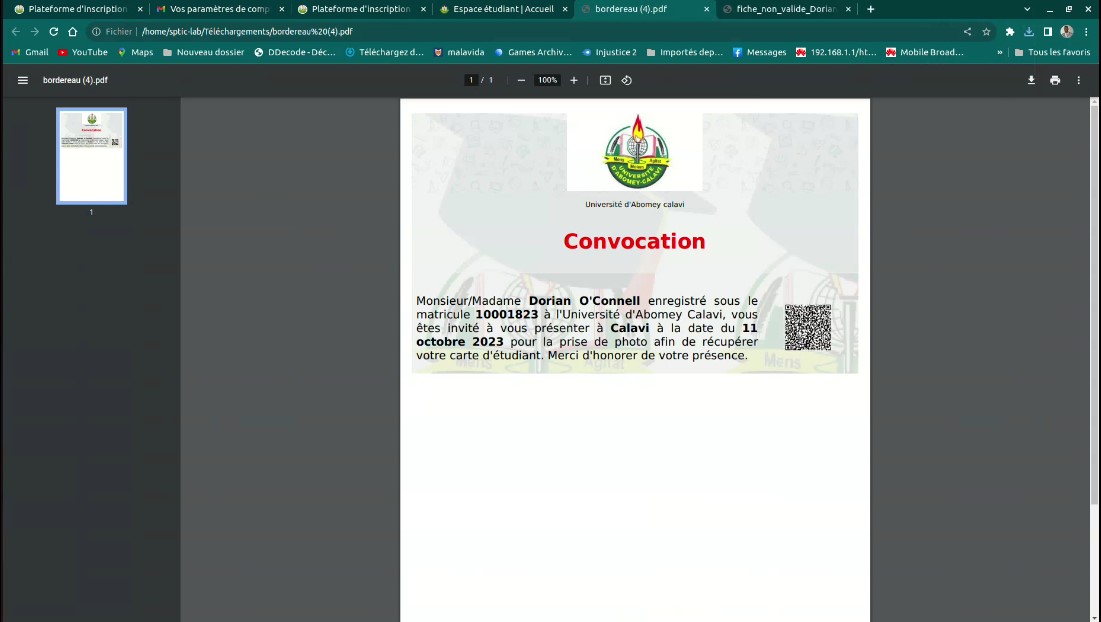 Plateforme d'inscription
Vos paramètres de comp
Plateforme d'inscription
Espace étudiant | Accueil
bordereau (4).pdf
fiche_non_valide_Dorian
Fichier | /home/sptic-lab/Téléchargements/bordereau%20(4).pdf
Gmail
YouTube
Maps
Nouveau dossier
DDecode - Déc...
Téléchargez d...
malavida
Games Archiv...
Injustice 2
Importés dep...
Messages
192.168.1.1/ht...
Mobile Broad...
»
Tous les favoris
bordereau (4).pdf
1 / 1
100%
1
Mens Molem Agitat
UNIVERSITÉ
D'ABOMEY-CALAVI
Université d'Abomey calavi
Convocation
Monsieur/Madame Dorian O'Connell enregistré sous le
matricule 10001823 à l'Université d'Abomey Calavi, vous
êtes invité à vous présenter à Calavi à la date du 11
octobre 2023 pour la prise de photo afin de récupérer
votre carte d'étudiant. Merci d'honorer de votre présence.